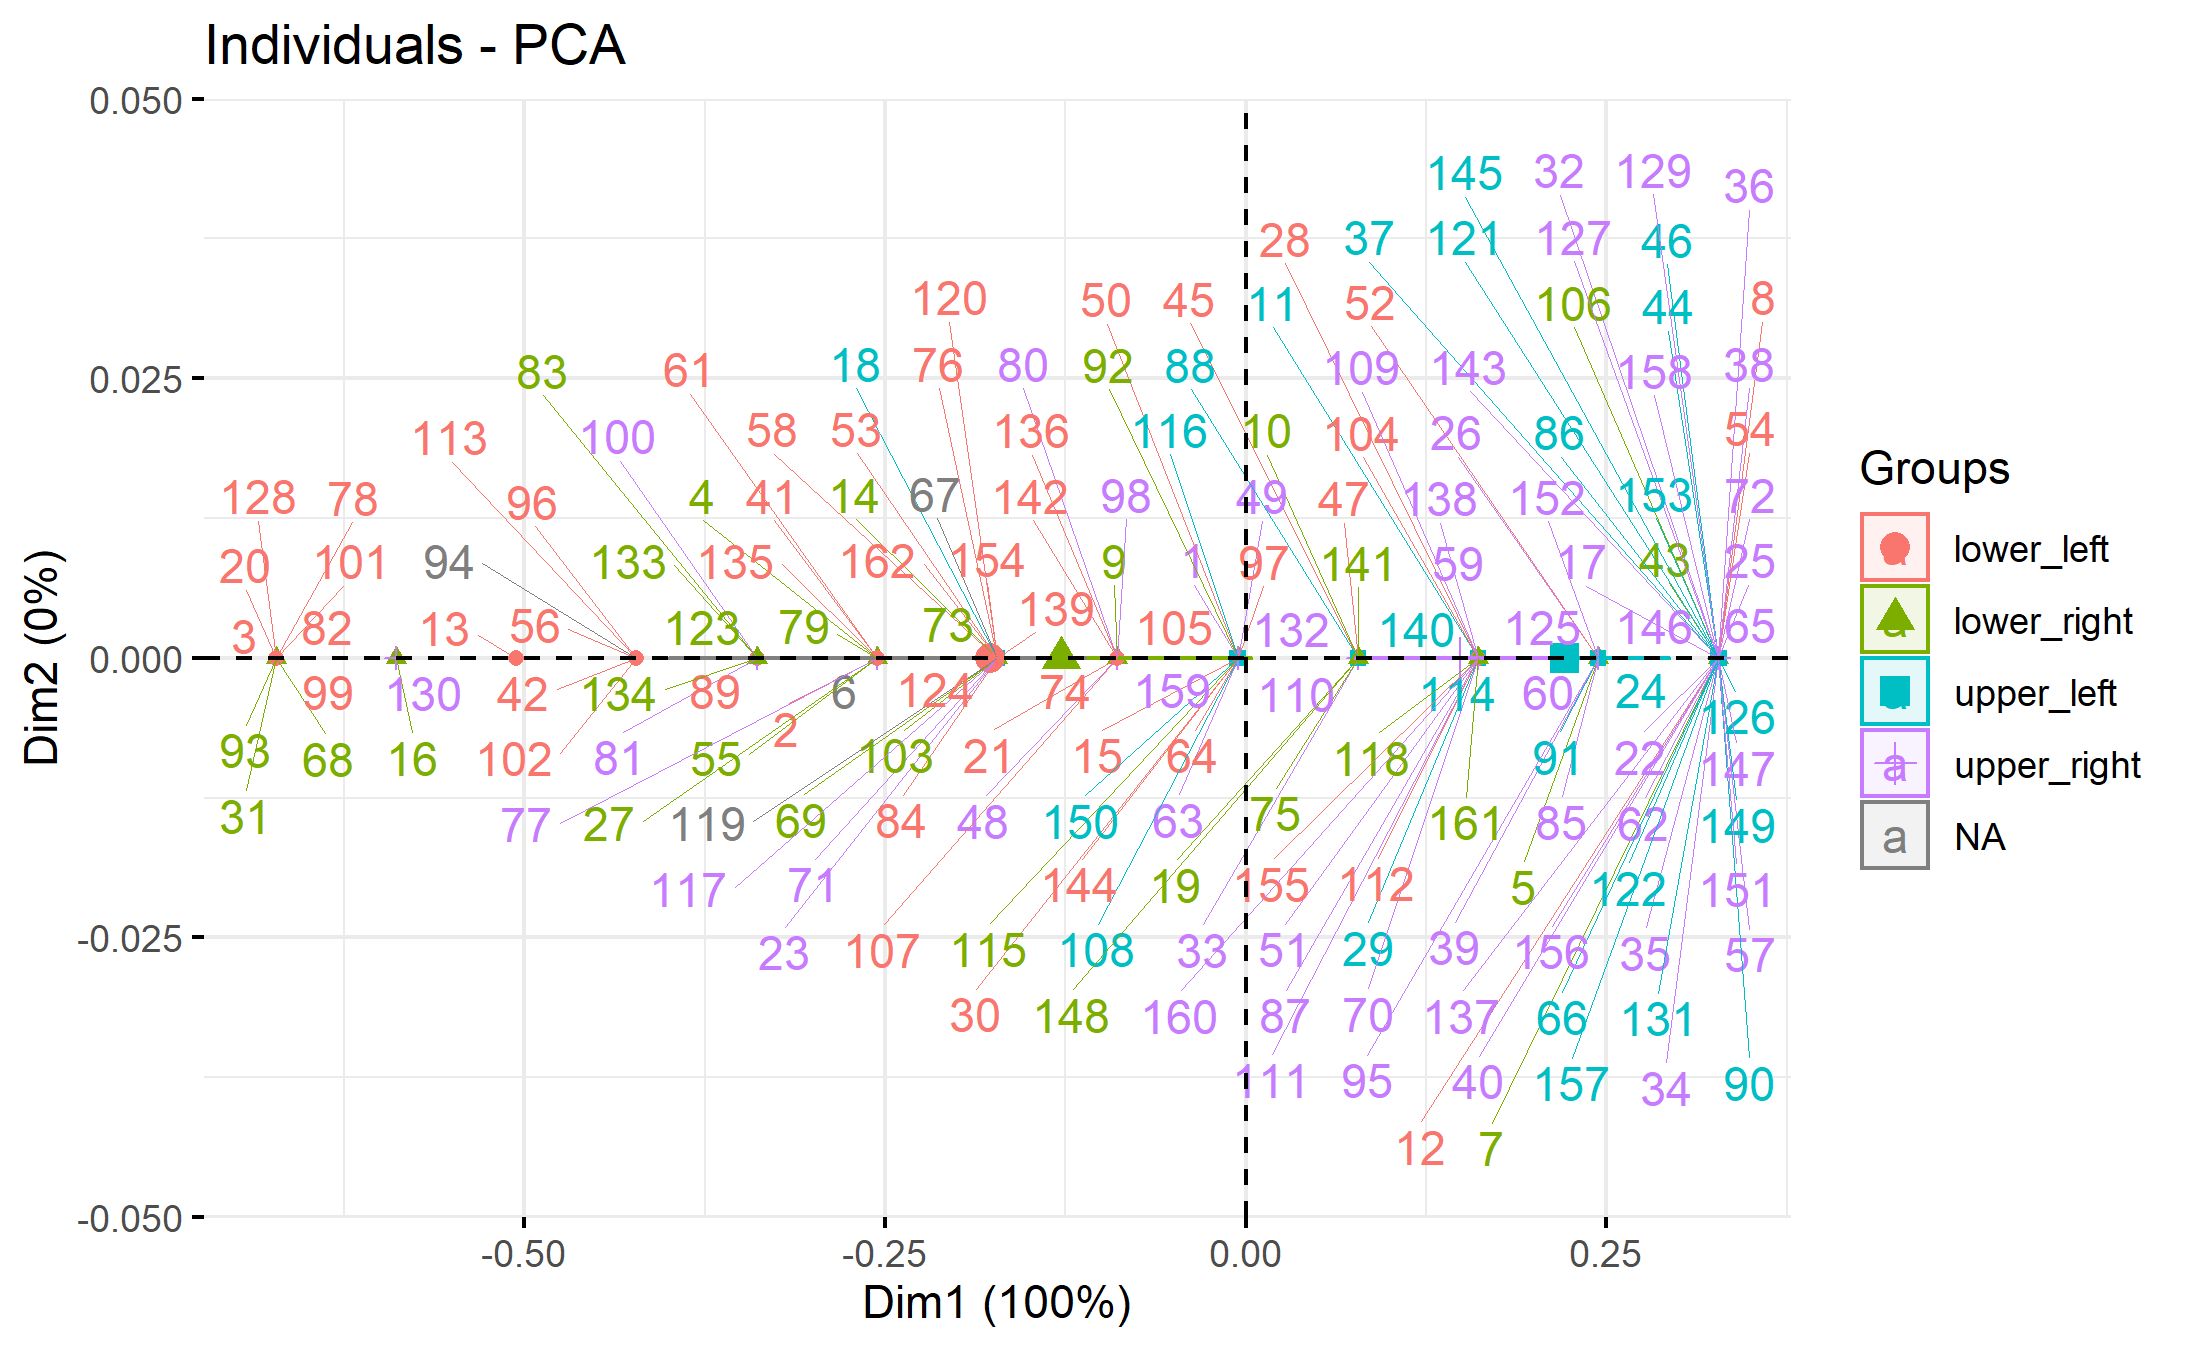 Individuals - PCA
0.050
145 32 129 36
28 37 121 127 46
120 50 45 11 52 106 44 8
0.025
83 61 18 76 80 92 88 109 143 158 38
113 100 58 53 136 116 10 104 26 86 54
128 78 96 4 41 14 67 142 98 49 47 138 152 153 72
20 101 94 133 135 162 154 9 1 97 141 59 17 43 25
3 82 13 56 123 79 73 139 105 132 140 125 146 65
0.000
99 130 42 134 89 6 124 74 159 110 114 60 24 126
93 68 16 102 81 55 2 103 21 15 64 118 91 22 147
31 77 27 119 69 84 48 150 63 75 161 85 62 149
117 71 144 19 155 112 5 122 151
-0.025
23 107 115 108 33 51 29 39 156 35 57
30 148 160 87 70 137 66 131
111 95 40 157 34 90
12 7
-0.050
-0.50 -0.25 0.00 0.25
Dim1 (100%)
Dim2 (0%)
Groups
a lower_left
a lower_right
a upper_left
a upper_right
a NA